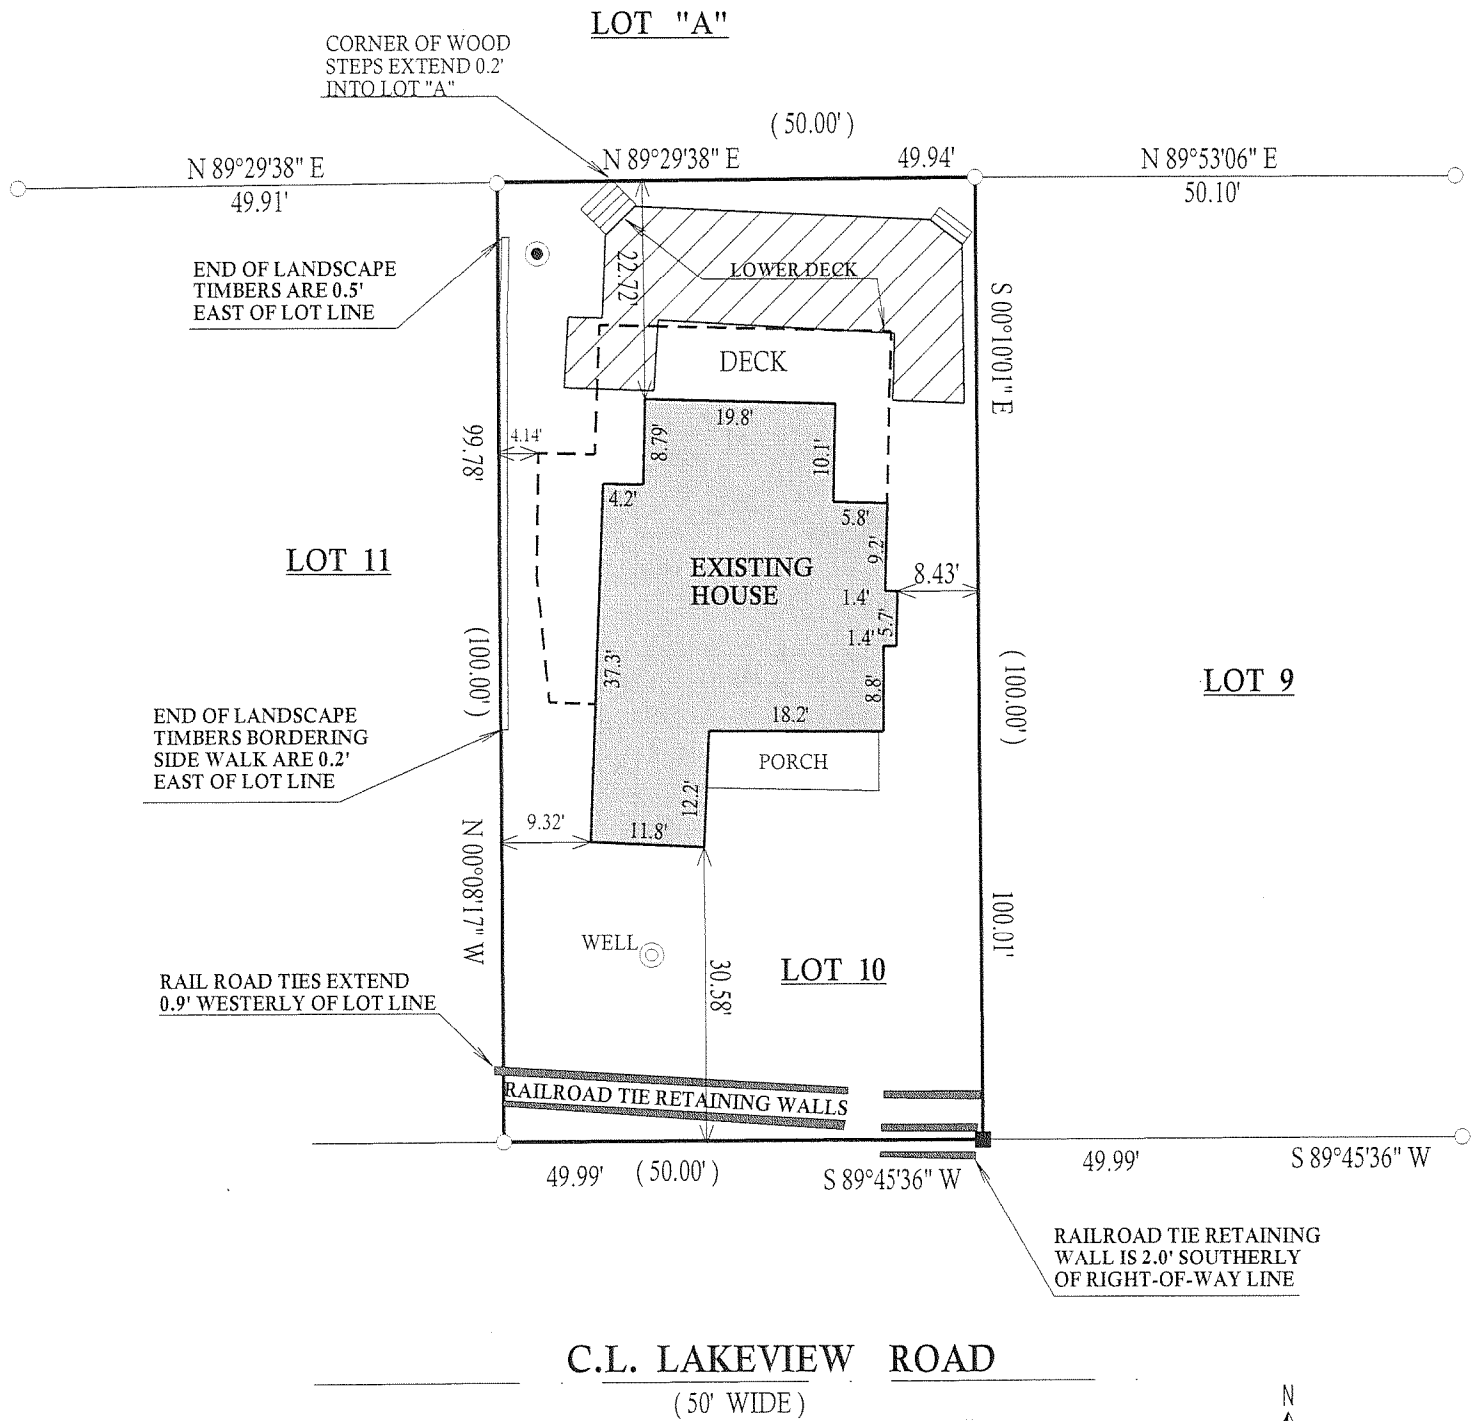 LOT "A"
CORNER OF WOOD
STEPS EXTEND 0.2'
INTO LOT "A"
( 50.00' )
N 89°29'38" E
49.91'
N 89°29'38" E
49.94'
N 89°53'06" E
50.10'
END OF LANDSCAPE
TIMBERS ARE 0.5'
EAST OF LOT LINE
22.72'
LOWER DECK
S 00°10'01" E
DECK
19.8'
8.79'
10.1'
4.14'
99.78'
4.2'
5.8'
9.2'
LOT 11
EXISTING
HOUSE
1.4'
8.43'
5.7'
1.4'
(100.00')
37.3'
8.8'
( 100.00' )
LOT 9
18.2'
END OF LANDSCAPE
TIMBERS BORDERING
SIDE WALK ARE 0.2'
EAST OF LOT LINE
PORCH
12.2'
9.32'
11.8'
N 00°08'17" W
100.01'
WELL
LOT 10
30.58'
RAIL ROAD TIES EXTEND
0.9' WESTERLY OF LOT LINE
RAILROAD TIE RETAINING WALLS
49.99'
( 50.00' )
S 89°45'36" W
49.99'
S 89°45'36" W
RAILROAD TIE RETAINING
WALL IS 2.0' SOUTHERLY
OF RIGHT-OF-WAY LINE
C.L. LAKEVIEW ROAD
( 50' WIDE )
N